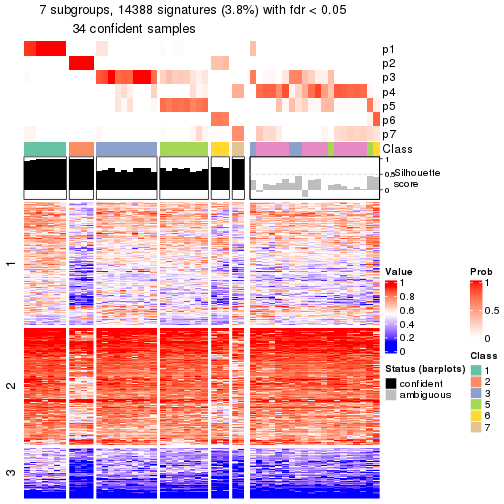 7 subgroups, 14388 signatures (3.8%) with fdr < 0.05
34 confident samples
p1
p2
p3
p4
p5
p6
p7
Class
1
0.5
0
Silhouette
score
1
2
3
Value
1
0.8
0.6
0.4
0.2
0
Prob
1
0.5
0
Status (barplots)
confident
ambiguous
Class
1
2
3
4
5
6
7